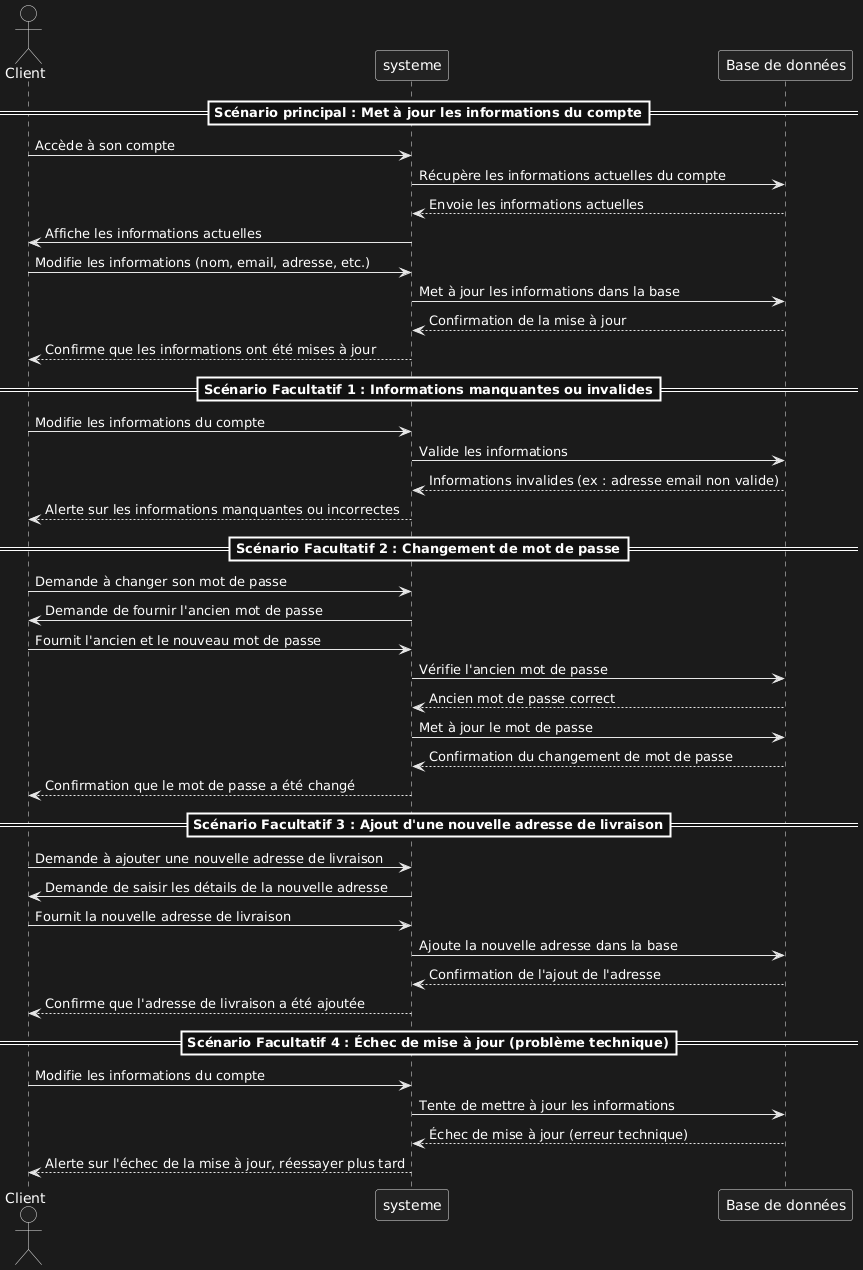 Client
systeme
Base de données
Scénario principal : Met à jour les informations du compte
Accède à son compte
Récupère les informations actuelles du compte
Envoie les informations actuelles
Affiche les informations actuelles
Modifie les informations (nom, email, adresse, etc.)
Met à jour les informations dans la base
Confirmation de la mise à jour
Confirme que les informations ont été mises à jour
Scénario Facultatif 1 : Informations manquantes ou invalides
Modifie les informations du compte
Valide les informations
Informations invalides (ex : adresse email non valide)
Alerte sur les informations manquantes ou incorrectes
Scénario Facultatif 2 : Changement de mot de passe
Demande à changer son mot de passe
Demande de fournir l'ancien mot de passe
Fournit l'ancien et le nouveau mot de passe
Vérifie l'ancien mot de passe
Ancien mot de passe correct
Met à jour le mot de passe
Confirmation du changement de mot de passe
Confirmation que le mot de passe a été changé
Scénario Facultatif 3 : Ajout d'une nouvelle adresse de livraison
Demande à ajouter une nouvelle adresse de livraison
Demande de saisir les détails de la nouvelle adresse
Fournit la nouvelle adresse de livraison
Ajoute la nouvelle adresse dans la base
Confirmation de l'ajout de l'adresse
Confirme que l'adresse de livraison a été ajoutée
Scénario Facultatif 4 : Échec de mise à jour (problème technique)
Modifie les informations du compte
Tente de mettre à jour les informations
Échec de mise à jour (erreur technique)
Alerte sur l'échec de la mise à jour, réessayer plus tard
Client
systeme
Base de données